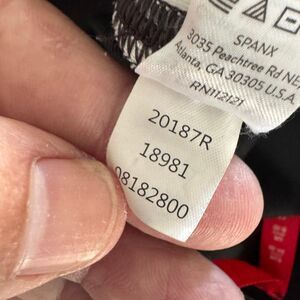 SPANX
3035 Peachtree Rd NE,
Atlanta, GA 30305 U.S.A.
RN112121
20187R
18981
08182800